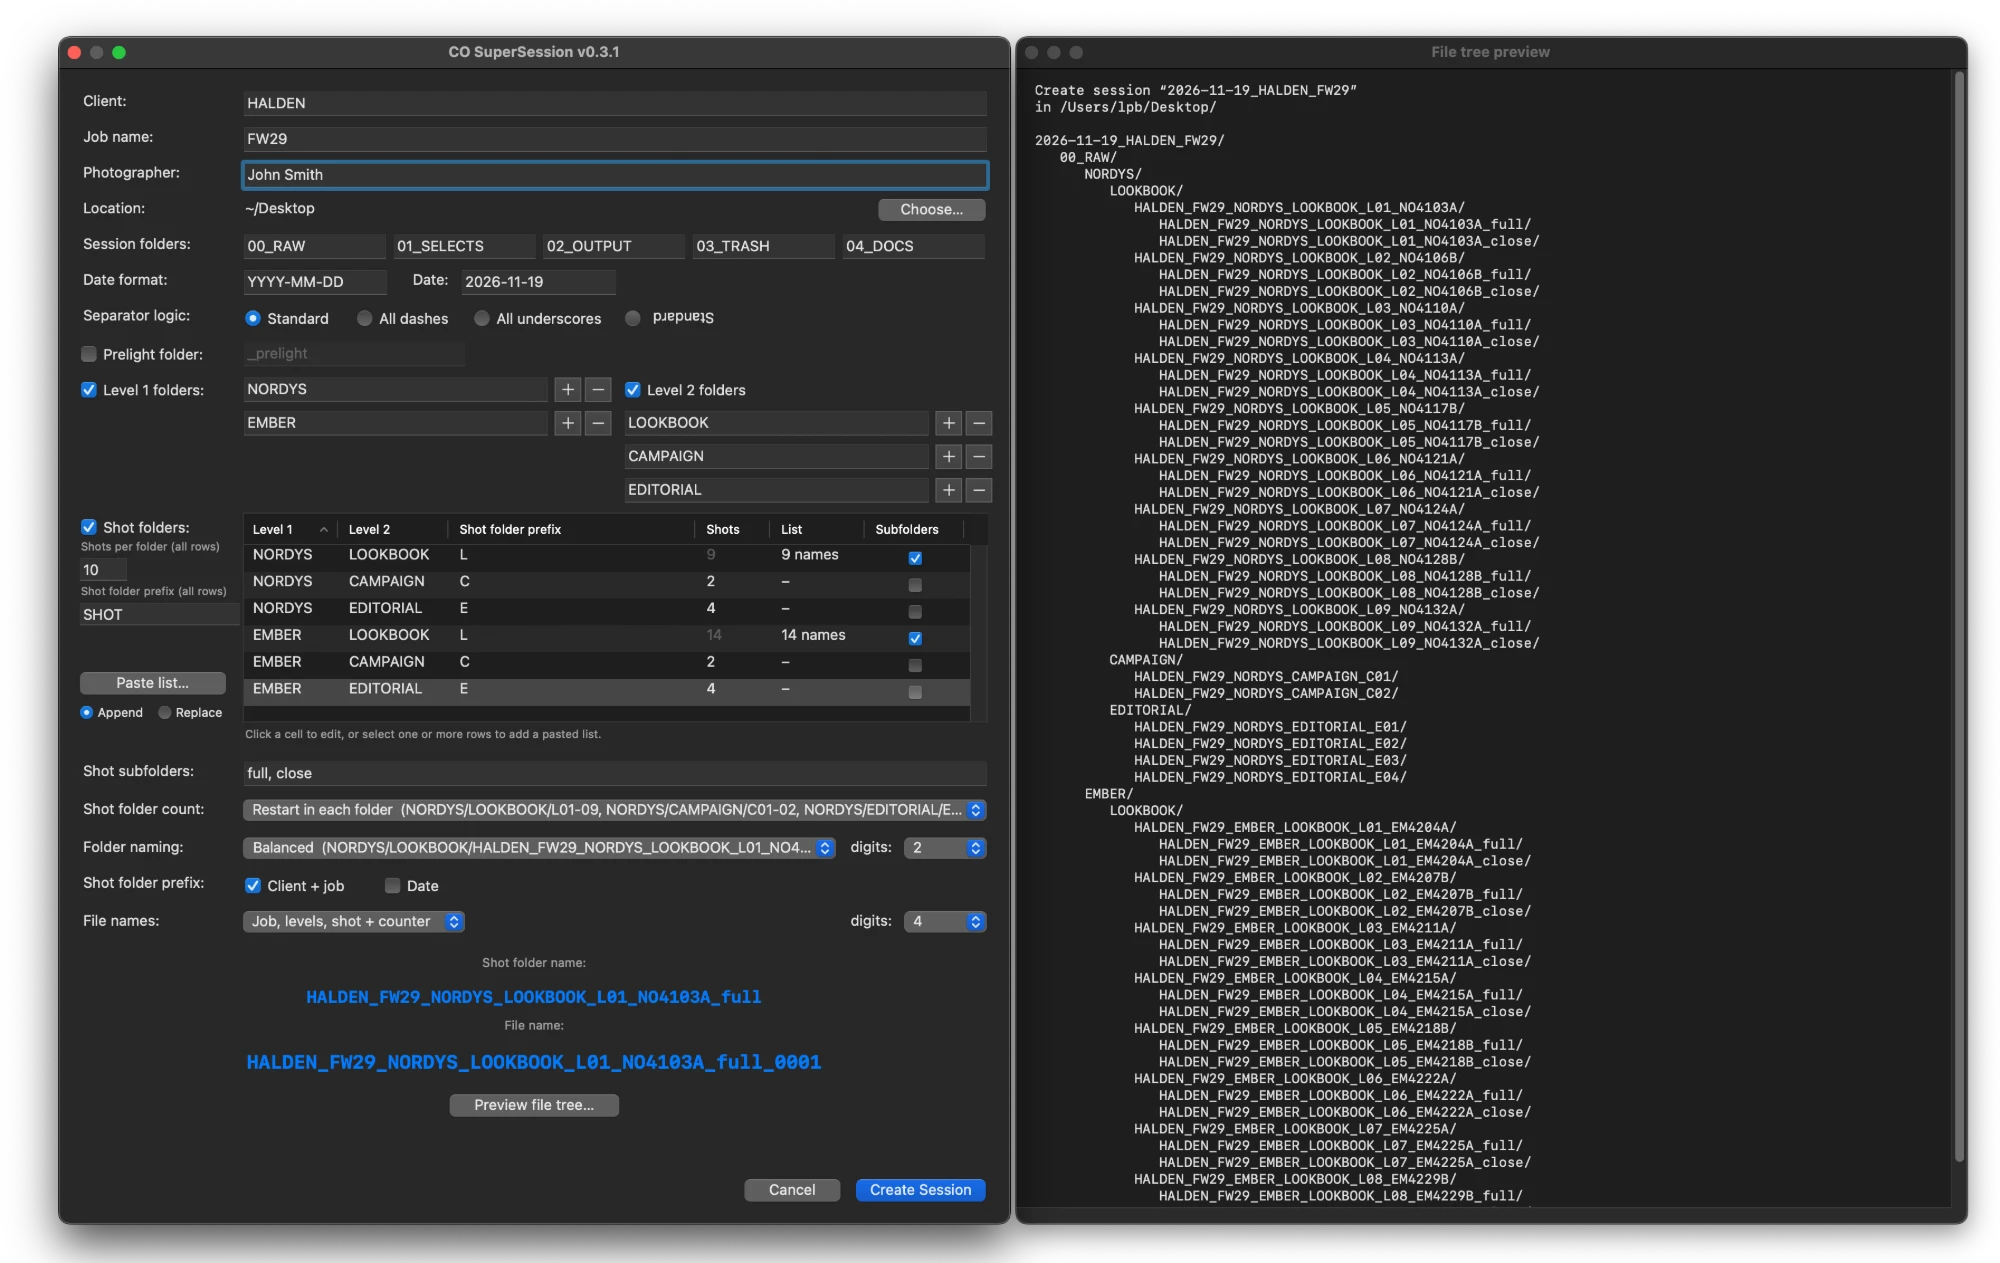 CO SuperSession v0.3.1
Client:
HALDEN
Job name:
FW29
Photographer:
John Smith
Location:
~/Desktop
Choose...
Session folders:
00_RAW
01_SELECTS
02_OUTPUT
03_TRASH
04_DOCS
Date format:
YYYY-MM-DD
Date:
2026-11-19
Separator logic:
Standard
All dashes
All underscores
Standard
Prelight folder:
_prelight
Level 1 folders:
NORDYS
+
−
Level 2 folders
EMBER
+
−
LOOKBOOK
+
−
CAMPAIGN
+
−
EDITORIAL
+
−
Shot folders:
Shots per folder (all rows)
10
Shot folder prefix (all rows)
SHOT
Paste list...
Append
Replace
Level 1 Level 2 Shot folder prefix Shots List Subfolders
NORDYS LOOKBOOK L 9 9 names
NORDYS CAMPAIGN C 2 –
NORDYS EDITORIAL E 4 –
EMBER LOOKBOOK L 14 14 names
EMBER CAMPAIGN C 2 –
EMBER EDITORIAL E 4 –
Click a cell to edit, or select one or more rows to add a pasted list.
Shot subfolders:
full, close
Shot folder count:
Restart in each folder (NORDYS/LOOKBOOK/L01-09, NORDYS/CAMPAIGN/C01-02, NORDYS/EDITORIAL/E...
Folder naming:
Balanced (NORDYS/LOOKBOOK/HALDEN_FW29_NORDYS_LOOKBOOK_L01_NO4...
digits:
2
Shot folder prefix:
Client + job
Date
File names:
Job, levels, shot + counter
digits:
4
Shot folder name:
HALDEN_FW29_NORDYS_LOOKBOOK_L01_NO4103A_full
File name:
HALDEN_FW29_NORDYS_LOOKBOOK_L01_NO4103A_full_0001
Preview file tree...
Cancel
Create Session
File tree preview
Create session “2026-11-19_HALDEN_FW29”
in /Users/lpb/Desktop/
2026-11-19_HALDEN_FW29/
00_RAW/
NORDYS/
LOOKBOOK/
HALDEN_FW29_NORDYS_LOOKBOOK_L01_NO4103A/
HALDEN_FW29_NORDYS_LOOKBOOK_L01_NO4103A_full/
HALDEN_FW29_NORDYS_LOOKBOOK_L01_NO4103A_close/
HALDEN_FW29_NORDYS_LOOKBOOK_L02_NO4106B/
HALDEN_FW29_NORDYS_LOOKBOOK_L02_NO4106B_full/
HALDEN_FW29_NORDYS_LOOKBOOK_L02_NO4106B_close/
HALDEN_FW29_NORDYS_LOOKBOOK_L03_NO4110A/
HALDEN_FW29_NORDYS_LOOKBOOK_L03_NO4110A_full/
HALDEN_FW29_NORDYS_LOOKBOOK_L03_NO4110A_close/
HALDEN_FW29_NORDYS_LOOKBOOK_L04_NO4113A/
HALDEN_FW29_NORDYS_LOOKBOOK_L04_NO4113A_full/
HALDEN_FW29_NORDYS_LOOKBOOK_L04_NO4113A_close/
HALDEN_FW29_NORDYS_LOOKBOOK_L05_NO4117B/
HALDEN_FW29_NORDYS_LOOKBOOK_L05_NO4117B_full/
HALDEN_FW29_NORDYS_LOOKBOOK_L05_NO4117B_close/
HALDEN_FW29_NORDYS_LOOKBOOK_L06_NO4121A/
HALDEN_FW29_NORDYS_LOOKBOOK_L06_NO4121A_full/
HALDEN_FW29_NORDYS_LOOKBOOK_L06_NO4121A_close/
HALDEN_FW29_NORDYS_LOOKBOOK_L07_NO4124A/
HALDEN_FW29_NORDYS_LOOKBOOK_L07_NO4124A_full/
HALDEN_FW29_NORDYS_LOOKBOOK_L07_NO4124A_close/
HALDEN_FW29_NORDYS_LOOKBOOK_L08_NO4128B/
HALDEN_FW29_NORDYS_LOOKBOOK_L08_NO4128B_full/
HALDEN_FW29_NORDYS_LOOKBOOK_L08_NO4128B_close/
HALDEN_FW29_NORDYS_LOOKBOOK_L09_NO4132A/
HALDEN_FW29_NORDYS_LOOKBOOK_L09_NO4132A_full/
HALDEN_FW29_NORDYS_LOOKBOOK_L09_NO4132A_close/
CAMPAIGN/
HALDEN_FW29_NORDYS_CAMPAIGN_C01/
HALDEN_FW29_NORDYS_CAMPAIGN_C02/
EDITORIAL/
HALDEN_FW29_NORDYS_EDITORIAL_E01/
HALDEN_FW29_NORDYS_EDITORIAL_E02/
HALDEN_FW29_NORDYS_EDITORIAL_E03/
HALDEN_FW29_NORDYS_EDITORIAL_E04/
EMBER/
LOOKBOOK/
HALDEN_FW29_EMBER_LOOKBOOK_L01_EM4204A/
HALDEN_FW29_EMBER_LOOKBOOK_L01_EM4204A_full/
HALDEN_FW29_EMBER_LOOKBOOK_L01_EM4204A_close/
HALDEN_FW29_EMBER_LOOKBOOK_L02_EM4207B/
HALDEN_FW29_EMBER_LOOKBOOK_L02_EM4207B_full/
HALDEN_FW29_EMBER_LOOKBOOK_L02_EM4207B_close/
HALDEN_FW29_EMBER_LOOKBOOK_L03_EM4211A/
HALDEN_FW29_EMBER_LOOKBOOK_L03_EM4211A_full/
HALDEN_FW29_EMBER_LOOKBOOK_L03_EM4211A_close/
HALDEN_FW29_EMBER_LOOKBOOK_L04_EM4215A/
HALDEN_FW29_EMBER_LOOKBOOK_L04_EM4215A_full/
HALDEN_FW29_EMBER_LOOKBOOK_L04_EM4215A_close/
HALDEN_FW29_EMBER_LOOKBOOK_L05_EM4218B/
HALDEN_FW29_EMBER_LOOKBOOK_L05_EM4218B_full/
HALDEN_FW29_EMBER_LOOKBOOK_L05_EM4218B_close/
HALDEN_FW29_EMBER_LOOKBOOK_L06_EM4222A/
HALDEN_FW29_EMBER_LOOKBOOK_L06_EM4222A_full/
HALDEN_FW29_EMBER_LOOKBOOK_L06_EM4222A_close/
HALDEN_FW29_EMBER_LOOKBOOK_L07_EM4225A/
HALDEN_FW29_EMBER_LOOKBOOK_L07_EM4225A_full/
HALDEN_FW29_EMBER_LOOKBOOK_L07_EM4225A_close/
HALDEN_FW29_EMBER_LOOKBOOK_L08_EM4229B/
HALDEN_FW29_EMBER_LOOKBOOK_L08_EM4229B_full/